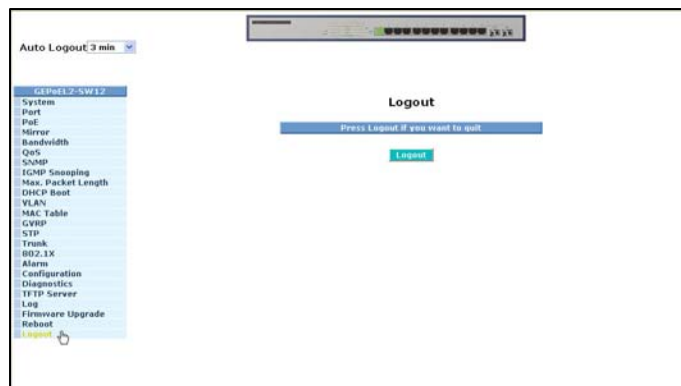 Auto Logout 3 min
GEPoEL2-SW12
System
Port
PoE
Mirror
Bandwidth
QoS
SNMP
IGMP Snooping
Max. Packet Length
DHCP Boot
VLAN
MAC Table
GVRP
STP
Trunk
802.1X
Alarm
Configuration
Diagnostics
TFTP Server
Log
Firmware Upgrade
Reboot
Logout
Logout
Press Logout if you want to quit
Logout